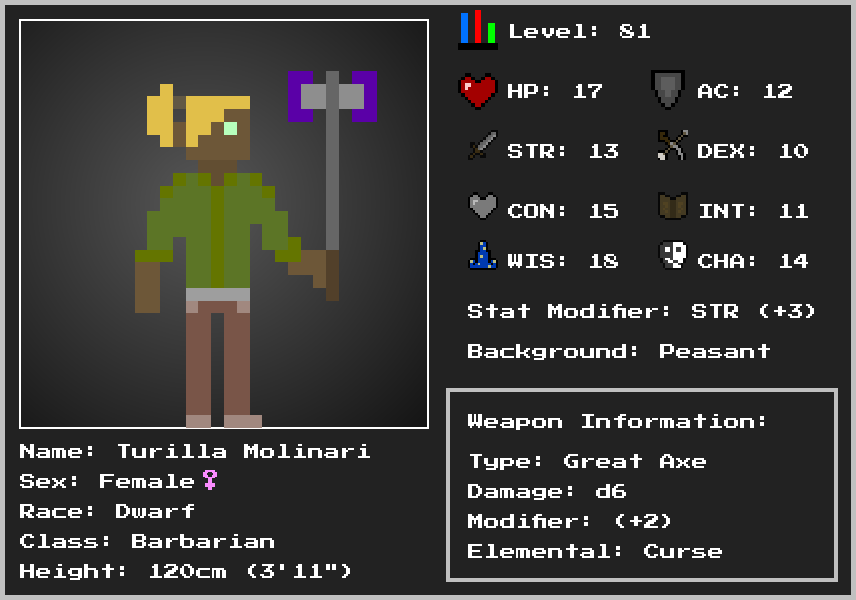 Level: 81
HP: 17 AC: 12
STR: 13 DEX: 10
CON: 15 INT: 11
WIS: 18 CHA: 14
Stat Modifier: STR (+3)
Background: Peasant
Weapon Information:
Type: Great Axe
Damage: d6
Modifier: (+2)
Elemental: Curse
Name: Turilla Molinari
Sex: Female♀
Race: Dwarf
Class: Barbarian
Height: 120cm (3'11")